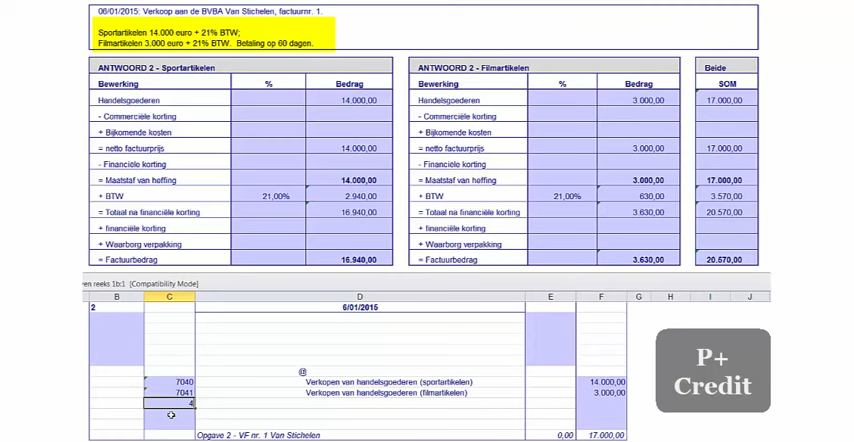 06/01/2015: Verkoop aan de BVBA Van Stichelen, factuurnr. 1.
Sportartikelen 14.000 euro + 21% BTW;
Filmartikelen 3.000 euro + 21% BTW. Betaling op 60 dagen.
ANTWOORD 2 - Sportartikelen ANTWOORD 2 - Filmartikelen Beide
Bewerking % Bedrag Bewerking % Bedrag SOM
Handelsgoederen 14.000,00 Handelsgoederen 3.000,00 17.000,00
- Commerciële korting - Commerciële korting
+ Bijkomende kosten + Bijkomende kosten
= netto factuurprijs 14.000,00 = netto factuurprijs 3.000,00 17.000,00
- Financiële korting - Financiële korting
= Maatstaf van heffing 14.000,00 = Maatstaf van heffing 3.000,00 17.000,00
+ BTW 21,00% 2.940,00 + BTW 21,00% 630,00 3.570,00
= Totaal na financiële korting 16.940,00 = Totaal na financiële korting 3.630,00 20.570,00
+ financiële korting + financiële korting
+ Waarborg verpakking + Waarborg verpakking
= Factuurbedrag 16.940,00 = Factuurbedrag 3.630,00 20.570,00
ven reeks 1b:1 [Compatibility Mode]
B C D E F G H I J
2 6/01/2015
@
7040 Verkopen van handelsgoederen (sportartikelen) 14.000,00
7041 Verkopen van handelsgoederen (filmartikelen) 3.000,00
4
Opgave 2 - VF nr. 1 Van Stichelen 0,00 17.000,00
P+
Credit